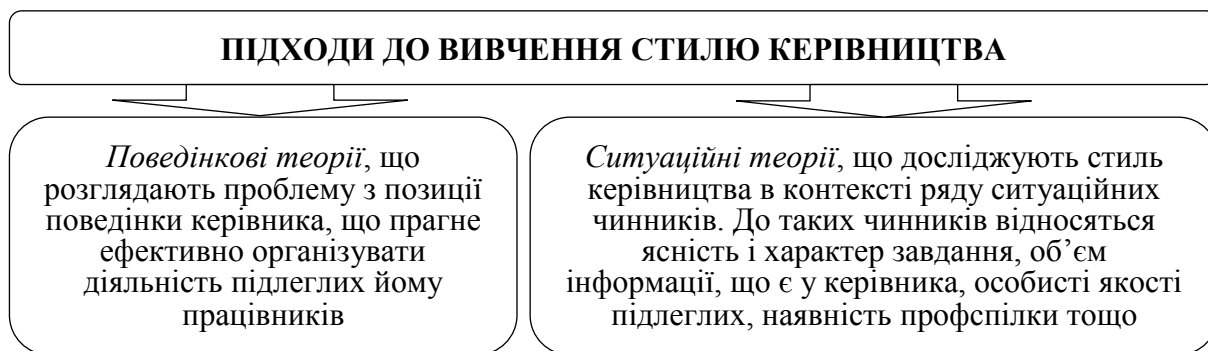 ПІДХОДИ ДО ВИВЧЕННЯ СТИЛЮ КЕРІВНИЦТВА
Поведінкові теорії, що
розглядають проблему з позиції
поведінки керівника, що прагне
ефективно організувати
діяльність підлеглих йому
працівників
Ситуаційні теорії, що досліджують стиль
керівництва в контексті ряду ситуаційних
чинників. До таких чинників відносяться
ясність і характер завдання, об’єм
інформації, що є у керівника, особисті якості
підлеглих, наявність профспілки тощо